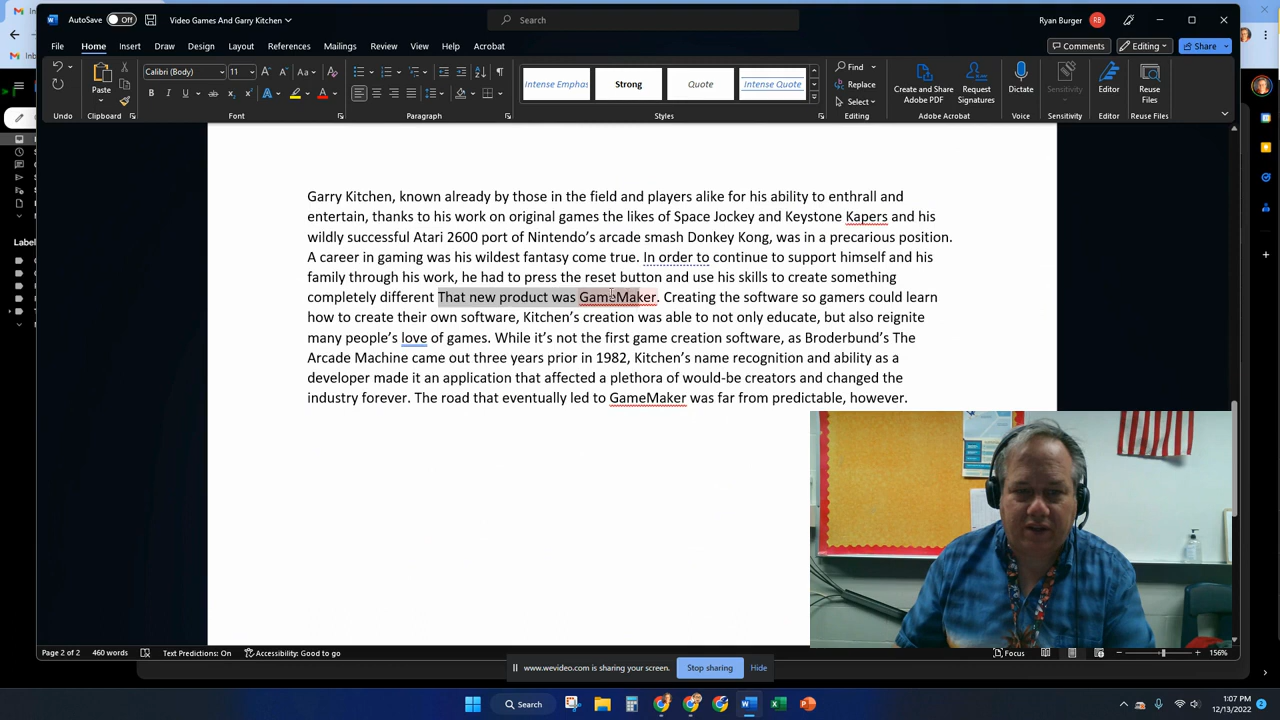 AutoSave Off Video Games And Garry Kitchen Search Ryan Burger RB
File Home Insert Draw Design Layout References Mailings Review View Help Acrobat Comments Editing Share
Paste Calibri (Body) 11 Aa Intense Emphas Strong Quote Intense Quote Find Replace Select Create and Share Adobe PDF Request Signatures Dictate Sensitivity Editor Reuse Files
B I U ab A
Undo Clipboard Font Paragraph Styles Editing Adobe Acrobat Voice Sensitivity Editor Reuse Files
Label
Garry Kitchen, known already by those in the field and players alike for his ability to enthrall and
entertain, thanks to his work on original games the likes of Space Jockey and Keystone Kapers and his
wildly successful Atari 2600 port of Nintendo’s arcade smash Donkey Kong, was in a precarious position.
A career in gaming was his wildest fantasy come true. In order to continue to support himself and his
family through his work, he had to press the reset button and use his skills to create something
completely different That new product was GameMaker. Creating the software so gamers could learn
how to create their own software, Kitchen’s creation was able to not only educate, but also reignite
many people’s love of games. While it’s not the first game creation software, as Broderbund’s The
Arcade Machine came out three years prior in 1982, Kitchen’s name recognition and ability as a
developer made it an application that affected a plethora of would-be creators and changed the
industry forever. The road that eventually led to GameMaker was far from predictable, however.
Page 2 of 2 460 words Text Predictions: On Accessibility: Good to go Focus 156%
www.wevideo.com is sharing your screen. Stop sharing Hide
Search 1:07 PM
12/13/2022